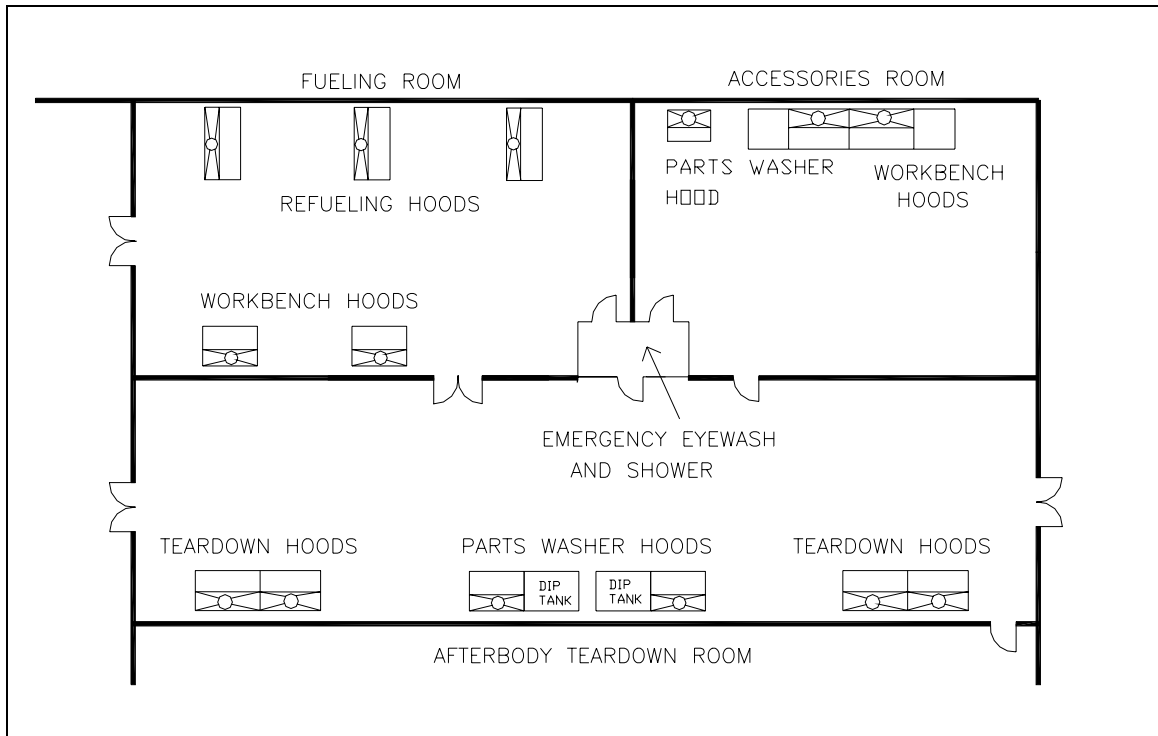 FUELING ROOM
ACCESSORIES ROOM
REFUELING HOODS
PARTS WASHER
HOOD
WORKBENCH
HOODS
WORKBENCH HOODS
EMERGENCY EYEWASH
AND SHOWER
TEARDOWN HOODS
PARTS WASHER HOODS
TEARDOWN HOODS
DIP
TANK
DIP
TANK
AFTERBODY TEARDOWN ROOM